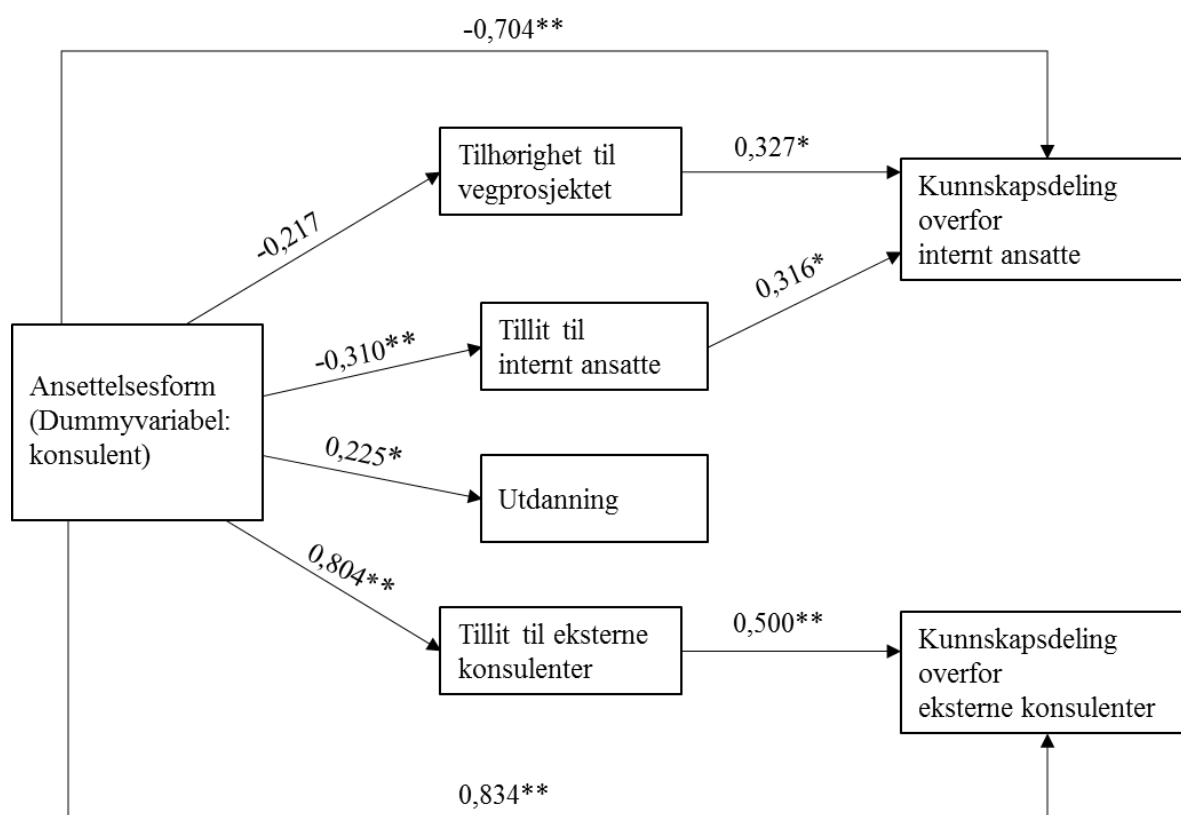 -0,704**
Tilhørighet til
vegprosjektet
0,327*
Kunnskapsdeling
overfor
internt ansatte
-0,217
0,316*
Tillit til
internt ansatte
-0,310**
Ansettelsesform
(Dummyvariabel:
konsulent)
0,225*
Utdanning
0,804**
Tillit til eksterne
konsulenter
0,500**
Kunnskapsdeling
overfor
eksterne konsulenter
0,834**